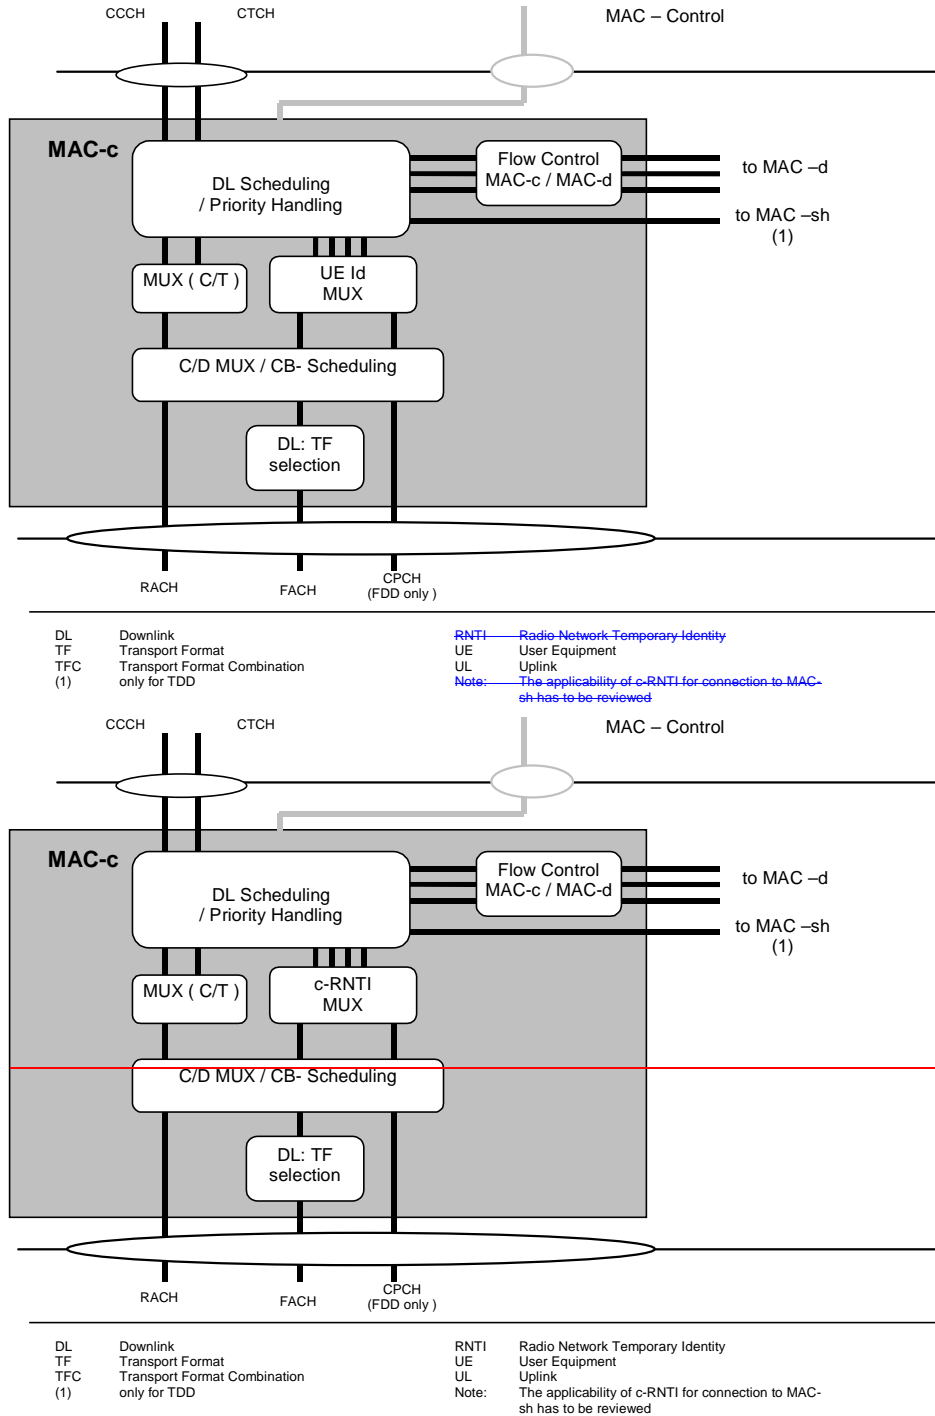 CCCH CTCH MAC – Control
MAC-c
DL Scheduling
/ Priority Handling
Flow Control
MAC-c / MAC-d
to MAC –d
to MAC –sh
(1)
MUX ( C/T )
UE Id
MUX
C/D MUX / CB- Scheduling
DL: TF
selection
RACH FACH CPCH
(FDD only )
DL Downlink
TF Transport Format
TFC Transport Format Combination
(1) only for TDD
RNTI Radio Network Temporary Identity
UE User Equipment
UL Uplink
Note: The applicability of c-RNTI for connection to MAC-
sh has to be reviewed
CCCH CTCH MAC – Control
MAC-c
DL Scheduling
/ Priority Handling
Flow Control
MAC-c / MAC-d
to MAC –d
to MAC –sh
(1)
MUX ( C/T )
c-RNTI
MUX
C/D MUX / CB- Scheduling
DL: TF
selection
RACH FACH CPCH
(FDD only )
DL Downlink
TF Transport Format
TFC Transport Format Combination
(1) only for TDD
RNTI Radio Network Temporary Identity
UE User Equipment
UL Uplink
Note: The applicability of c-RNTI for connection to MAC-
sh has to be reviewed